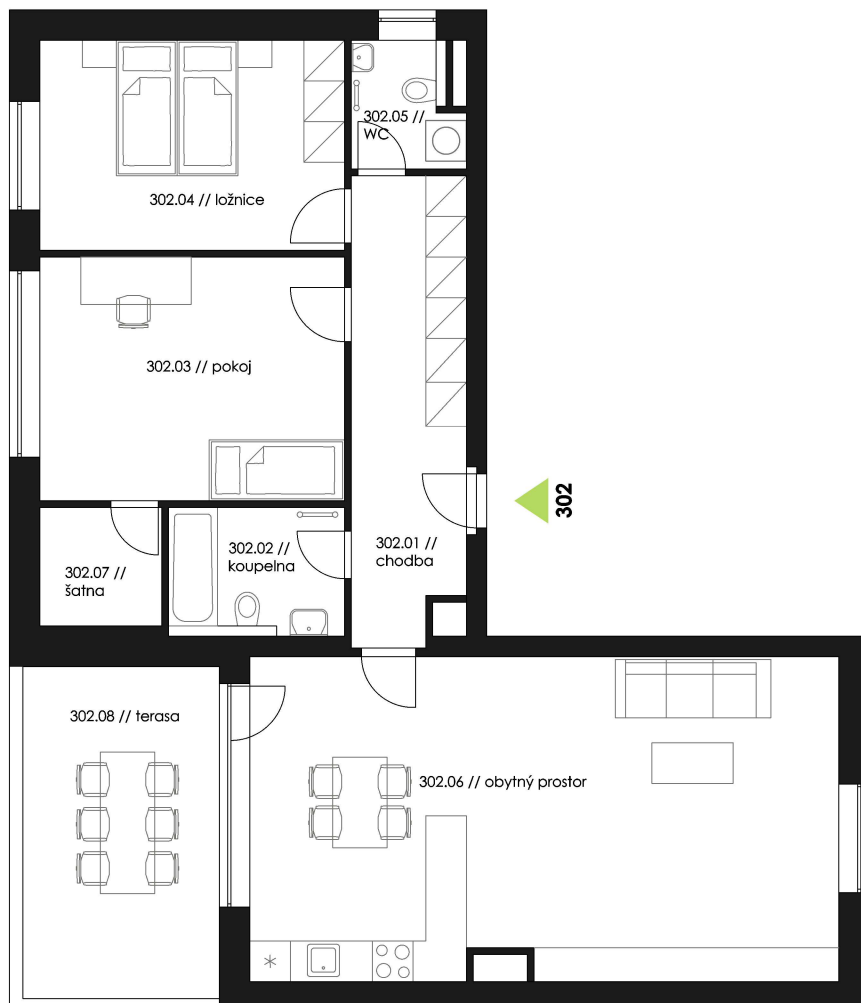 302.05 //
WC
302.04 // ložnice
302.03 // pokoj
302
302.02 //
koupelna
302.01 //
chodba
302.07 //
šatna
302.08 // terasa
302.06 // obytný prostor